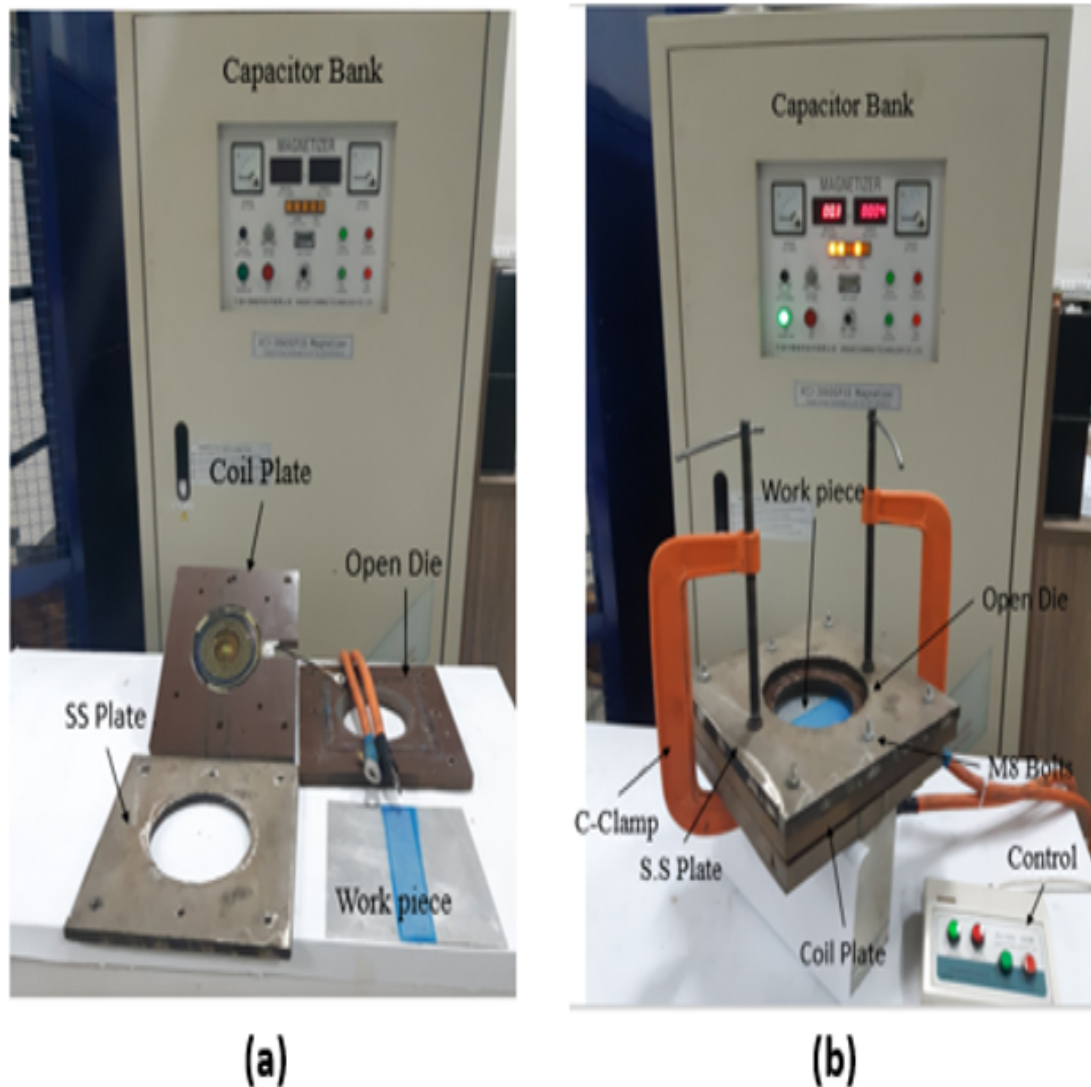 Capacitor Bank
MAGNETIZER
Coil Plate
Open Die
SS Plate
Work piece
(a)
Capacitor Bank
MAGNETIZER
Work piece
Open Die
M8 Bolts
C-Clamp
S.S Plate
Control
Coil Plate
(b)